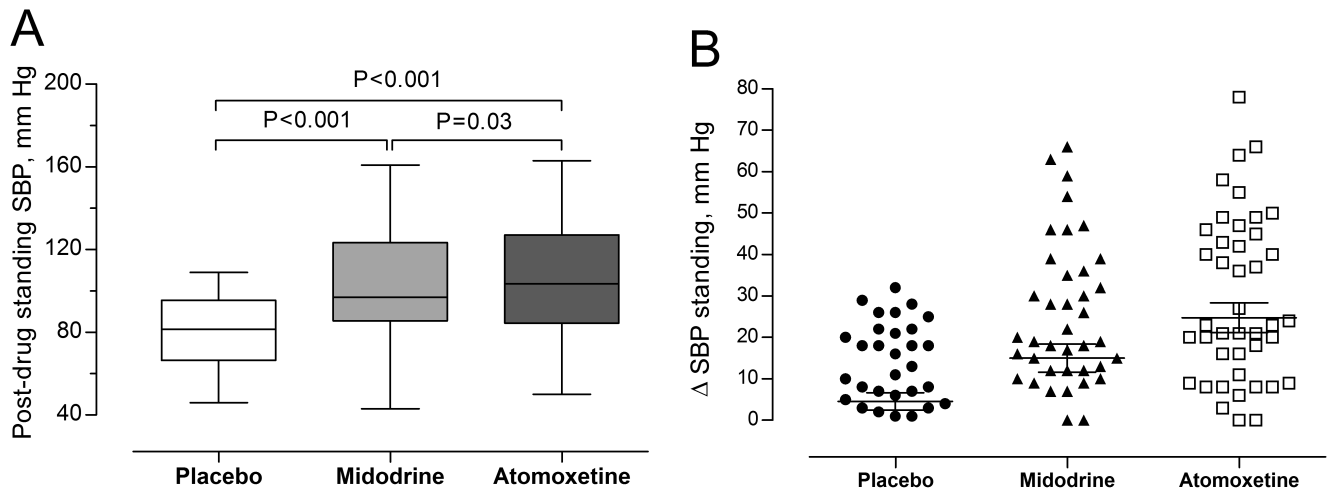 A
Post-drug standing SBP, mm Hg
200
160
120
80
40
P<0.001
P<0.001
P=0.03
Placebo
Midodrine
Atomoxetine
B
Δ SBP standing, mm Hg
80
70
60
50
40
30
20
10
0
Placebo
Midodrine
Atomoxetine